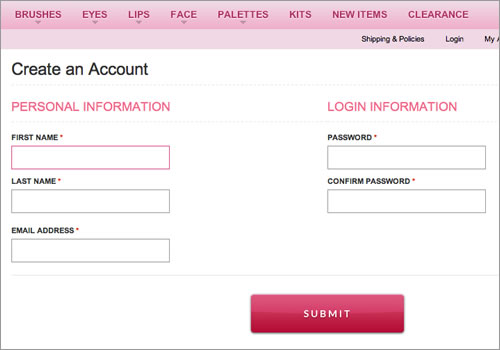 BRUSHES EYES LIPS FACE PALETTES KITS NEW ITEMS CLEARANCE
Shipping & Policies Login My
Create an Account
PERSONAL INFORMATION LOGIN INFORMATION
FIRST NAME * PASSWORD *
LAST NAME * CONFIRM PASSWORD *
EMAIL ADDRESS *
SUBMIT